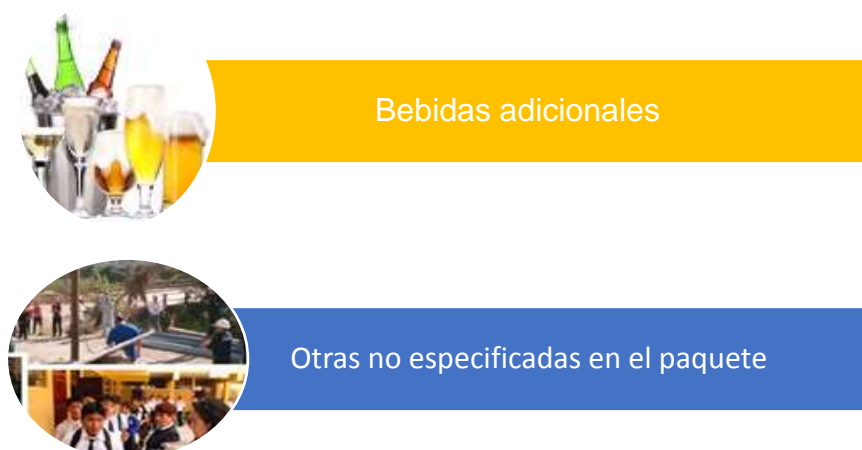 Bebidas adicionales
Otras no especificadas en el paquete